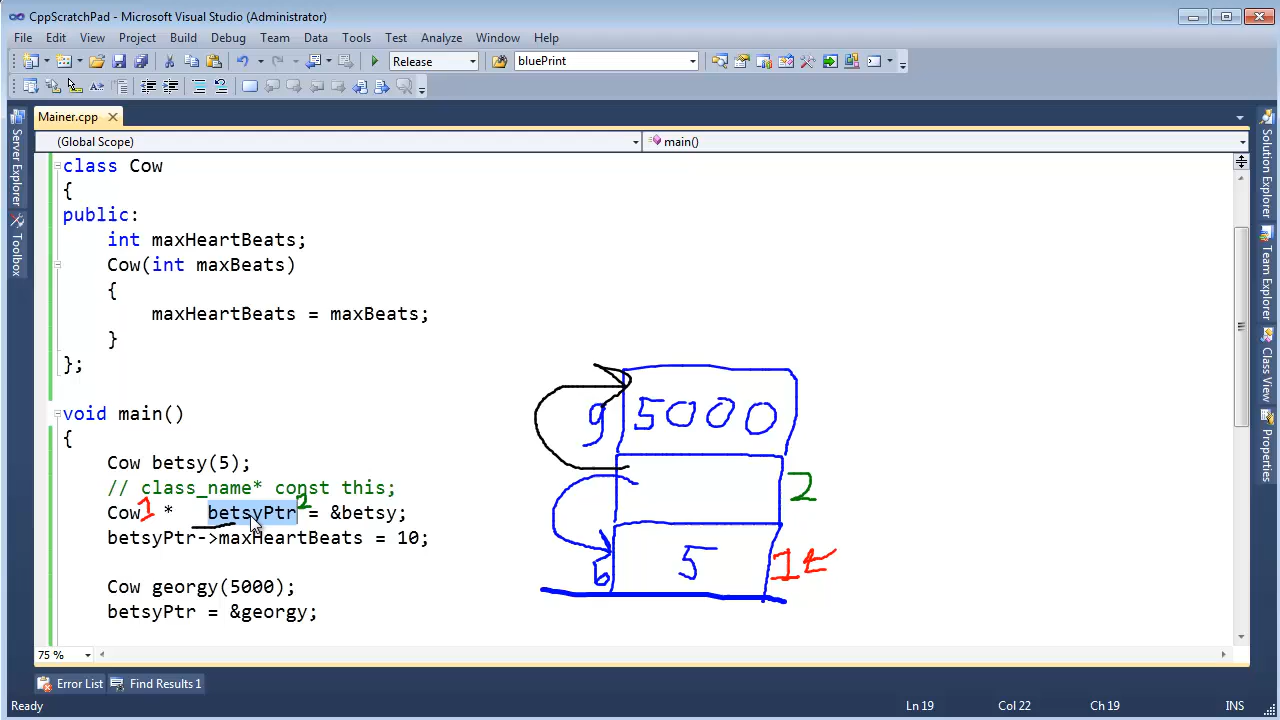 CppScratchPad - Microsoft Visual Studio (Administrator)
File Edit View Project Build Debug Team Data Tools Test Analyze Window Help
Release bluePrint
Mainer.cpp
(Global Scope) main()
Server Explorer
Toolbox
Solution Explorer
Team Explorer
Class View
Properties
class Cow
{
public:
int maxHeartBeats;
Cow(int maxBeats)
{
maxHeartBeats = maxBeats;
}
};
void main()
{
Cow betsy(5);
// class_name* const this;
Cow 1 * betsyPtr 2 = &betsy;
betsyPtr->maxHeartBeats = 10;
Cow georgy(5000);
betsyPtr = &georgy;
g 5000
2
b 5 1
75 %
Error List Find Results 1
Ready Ln 19 Col 22 Ch 19 INS